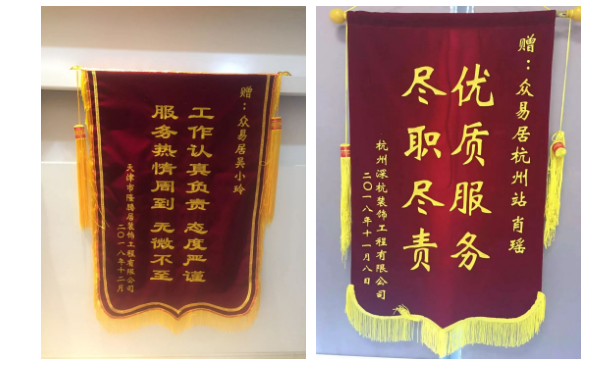 赠：众易居吴小玲
工作认真负责 态度严谨
服务热情周到 无微不至
天津市隆腾居装饰工程有限公司
二〇一八年十二月
赠：众易居杭州站 肖瑶
优质服务
尽职尽责
杭州深杭装饰工程有限公司
二〇一八年十一月八日